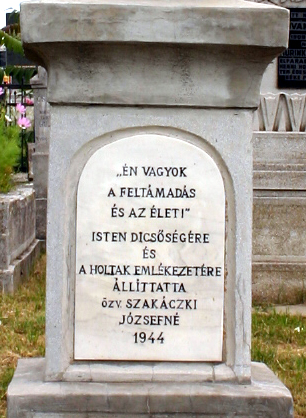 „ÉN VAGYOK
A FELTÁMADÁS
ÉS AZ ÉLET!"
ISTEN DICSŐSÉGÉRE
ÉS
A HOLTAK EMLÉKEZETÉRE
ÁLLÍTTATTA
ÖZV. SZAKÁCZKI
JÓZSEFNÉ
1944